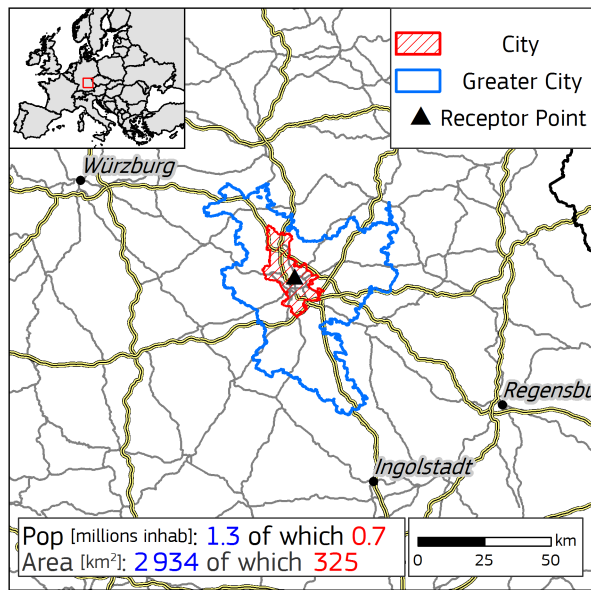 City
Greater City
Receptor Point
Würzburg
Regensbu
Ingolstadt
Pop [millions inhab]: 1.3 of which 0.7
Area [km²]: 2 934 of which 325
km
0 25 50